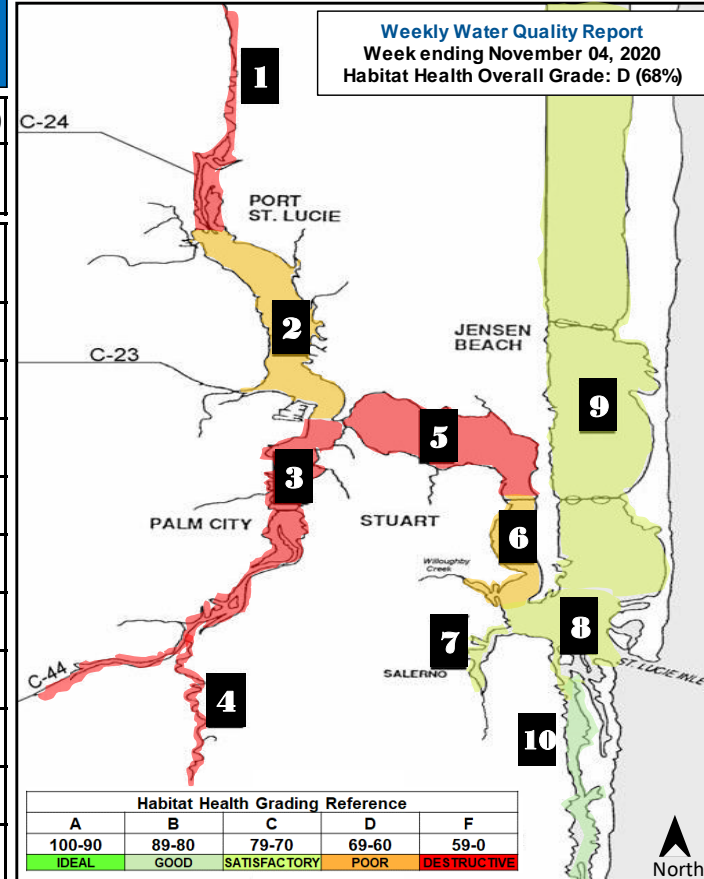 Weekly Water Quality Report
Week ending November 04, 2020
Habitat Health Overall Grade: D (68%)
1
C-24
PORT
ST. LUCIE
2
JENSEN
BEACH
C-23
9
5
3
PALM CITY
STUART
6
Willoughby
Creek
7
8
SALERNO
ST. LUCIE INLE
C-44
4
10
Habitat Health Grading Reference
A B C D F
100-90 89-80 79-70 69-60 59-0
IDEAL GOOD SATISFACTORY POOR DESTRUCTIVE
North